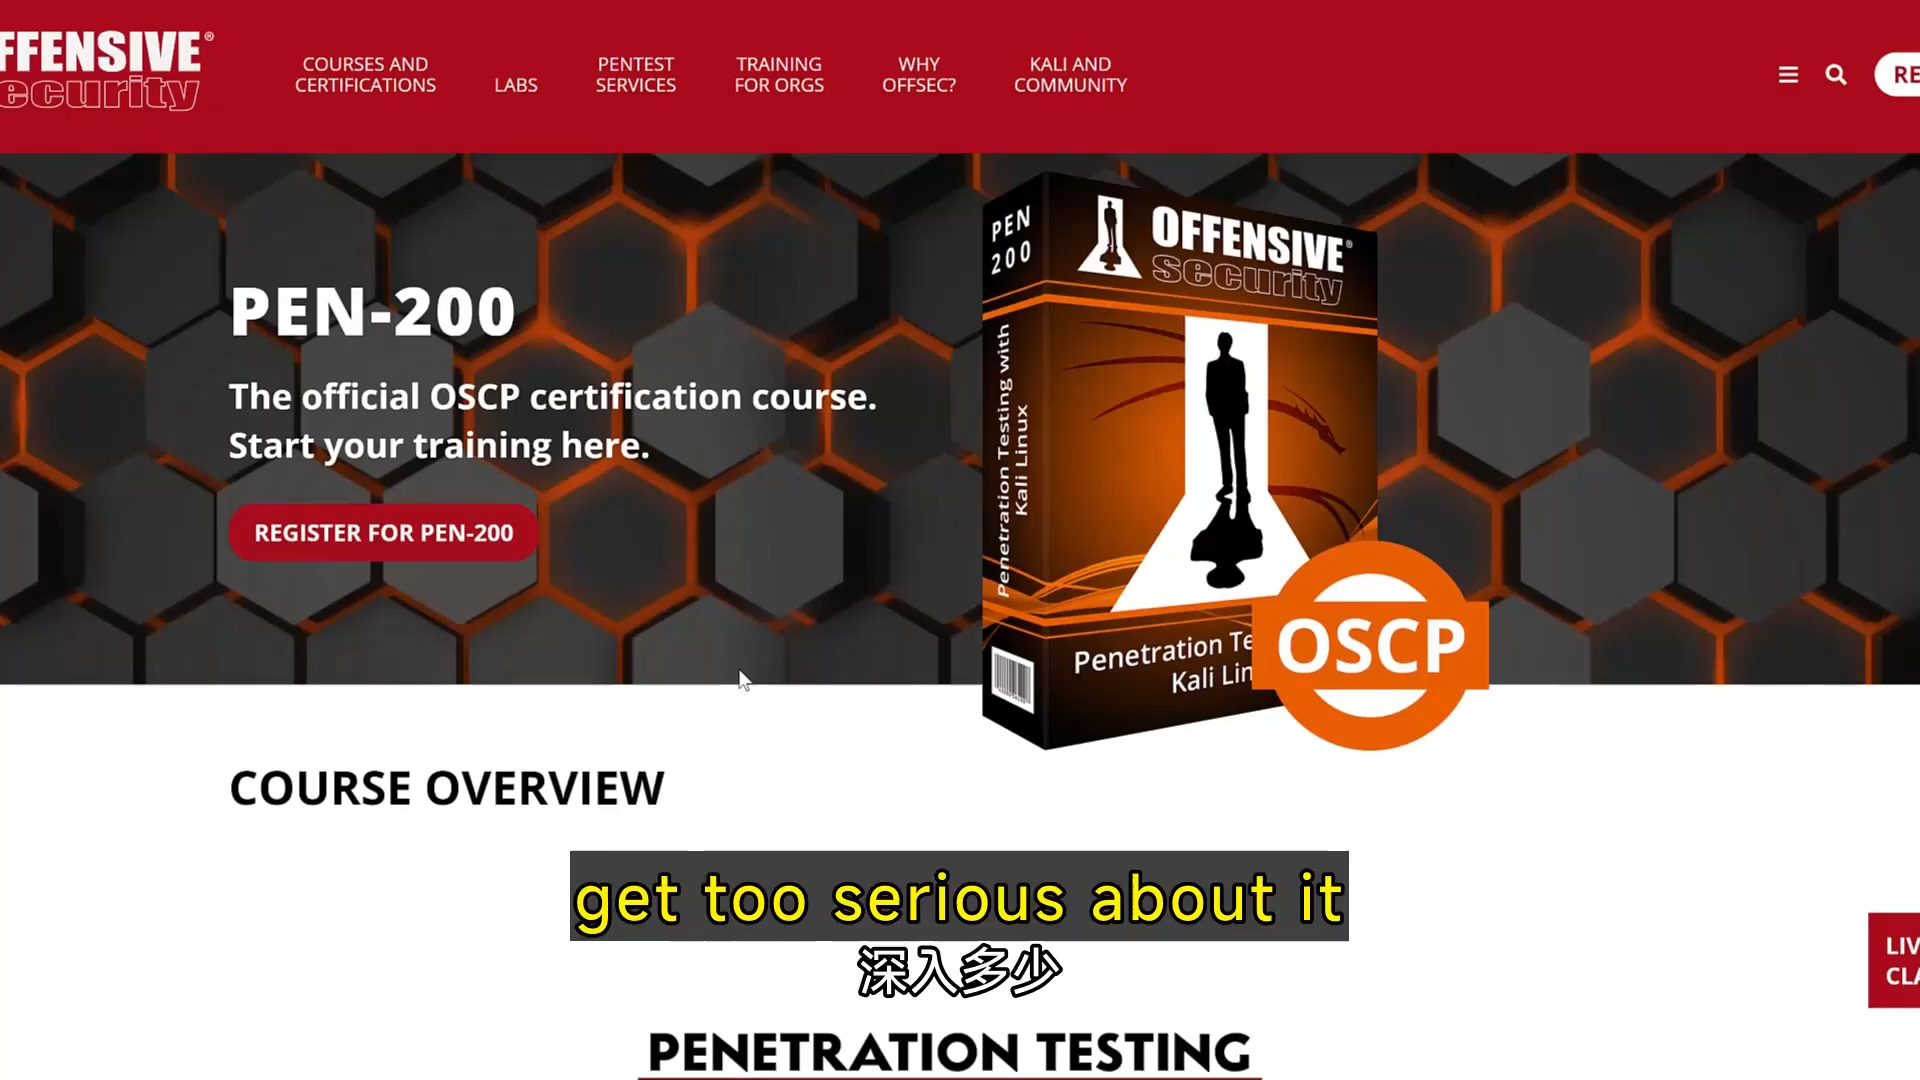 FFENSIVE®
ecurity
COURSES AND
CERTIFICATIONS
LABS
PENTEST
SERVICES
TRAINING
FOR ORGS
WHY
OFFSEC?
KALI AND
COMMUNITY
RE
PEN-200
The official OSCP certification course.
Start your training here.
REGISTER FOR PEN-200
PEN
200
Penetration Testing with
Kali Linux
OFFENSIVE®
security
Penetration Te
Kali Lin
OSCP
COURSE OVERVIEW
get too serious about it
深入多少
LIV
CLA
PENETRATION TESTING